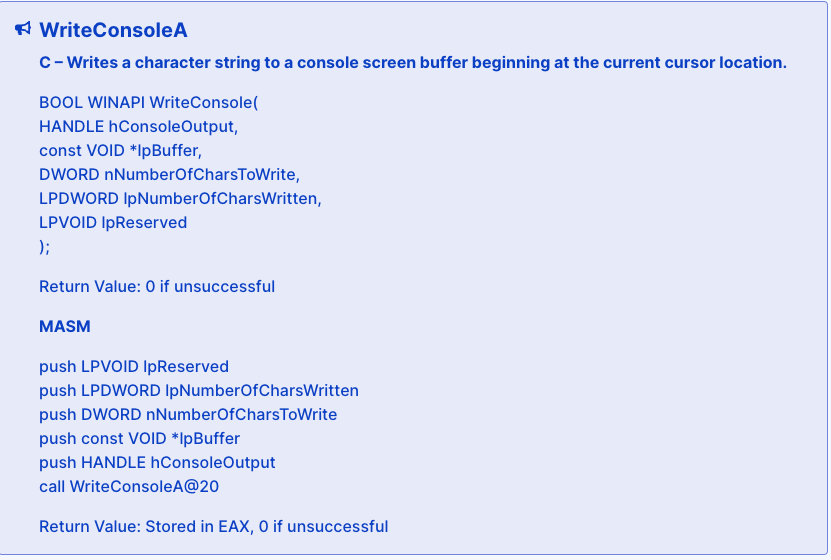 WriteConsoleA
C – Writes a character string to a console screen buffer beginning at the current cursor location.
BOOL WINAPI WriteConsole(
HANDLE hConsoleOutput,
const VOID *lpBuffer,
DWORD nNumberOfCharsToWrite,
LPDWORD lpNumberOfCharsWritten,
LPVOID lpReserved
);
Return Value: 0 if unsuccessful
MASM
push LPVOID lpReserved
push LPDWORD lpNumberOfCharsWritten
push DWORD nNumberOfCharsToWrite
push const VOID *lpBuffer
push HANDLE hConsoleOutput
call WriteConsoleA@20
Return Value: Stored in EAX, 0 if unsuccessful